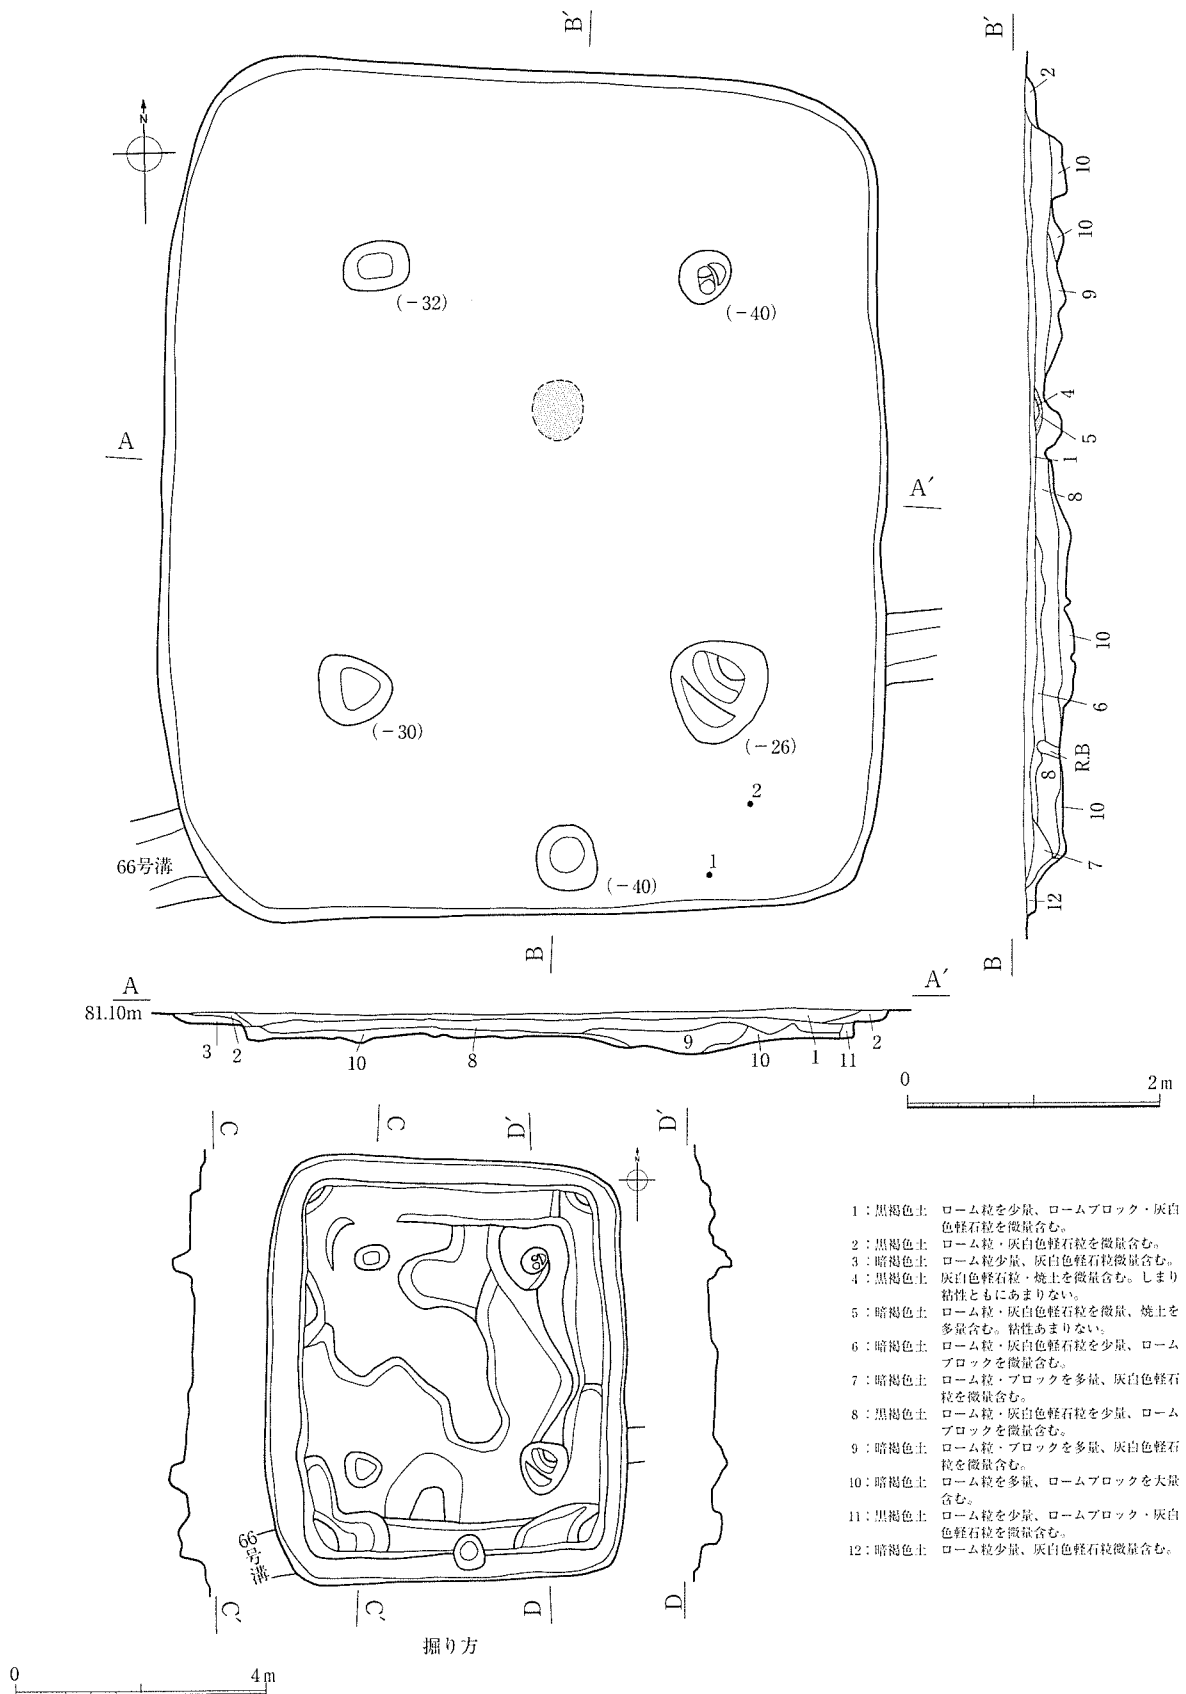 B′
B′
N
2
10
10
(-32)
(-40)
9
4
5
A
1
A′
8
10
6
(-30)
(-26)
R.B
8
2
10
66号溝
1
7
(-40)
12
B
B
A
A′
81.10m
3
2
10
8
9
10
1
11
2
0
2m
C
C
D′
D′
N
1：黒褐色土　ローム粒を少量、ロームブロック・灰白
色軽石粒を微量含む。
2：黒褐色土　ローム粒・灰白色軽石粒を微量含む。
3：暗褐色土　ローム粒少量、灰白色軽石粒微量含む。
4：黒褐色土　灰白色軽石粒・焼土を微量含む。しまり
粘性ともにあまりない。
5：暗褐色土　ローム粒・灰白色軽石粒を微量、焼土を
多量含む。粘性あまりない。
6：暗褐色土　ローム粒・灰白色軽石粒を少量、ローム
ブロックを微量含む。
7：暗褐色土　ローム粒・ブロックを多量、灰白色軽石
粒を微量含む。
8：黒褐色土　ローム粒・灰白色軽石粒を少量、ローム
ブロックを微量含む。
9：暗褐色土　ローム粒・ブロックを多量、灰白色軽石
粒を微量含む。
10：暗褐色土　ローム粒を多量、ロームブロックを大量
含む。
11：黒褐色土　ローム粒を少量、ロームブロック・灰白
色軽石粒を微量含む。
12：暗褐色土　ローム粒少量、灰白色軽石粒微量含む。
66号溝
C′
C′
D
D
掘り方
0
4m